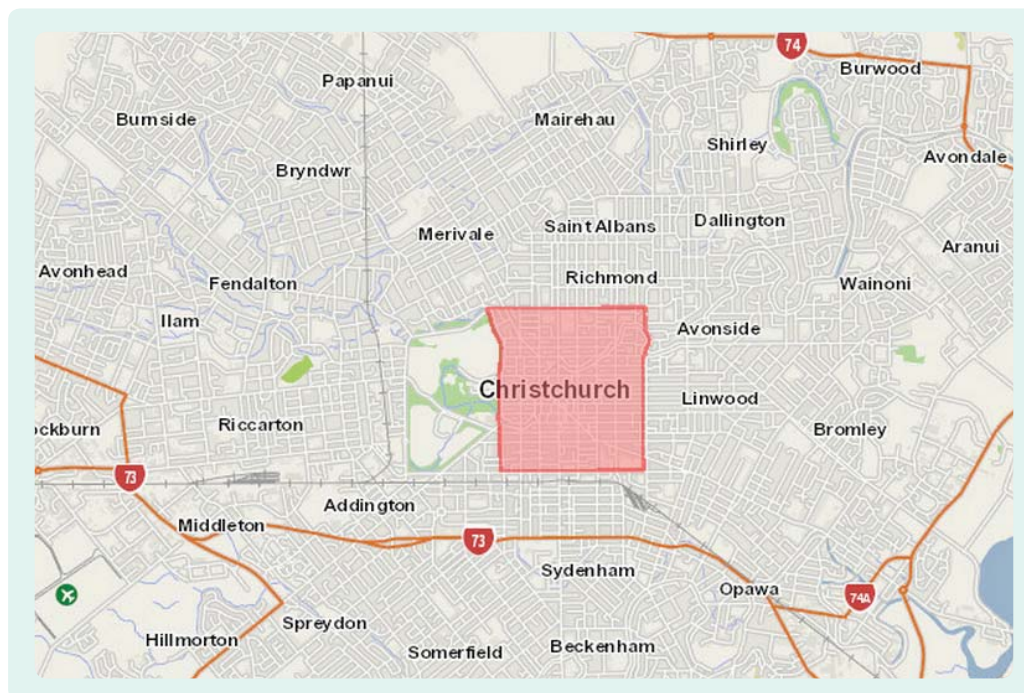 74
Burwood
Papanui
Burnside
Mairehau
Shirley
Avondale
Bryndwr
Dallington
Saint Albans
Merivale
Aranui
Avonhead
Richmond
Fendalton
Wainoni
Ilam
Avonside
Christchurch
Linwood
Riccarton
ockburn
Bromley
73
Addington
Middleton
73
Sydenham
Opawa
74A
Spreydon
Hillmorton
Beckenham
Somerfield